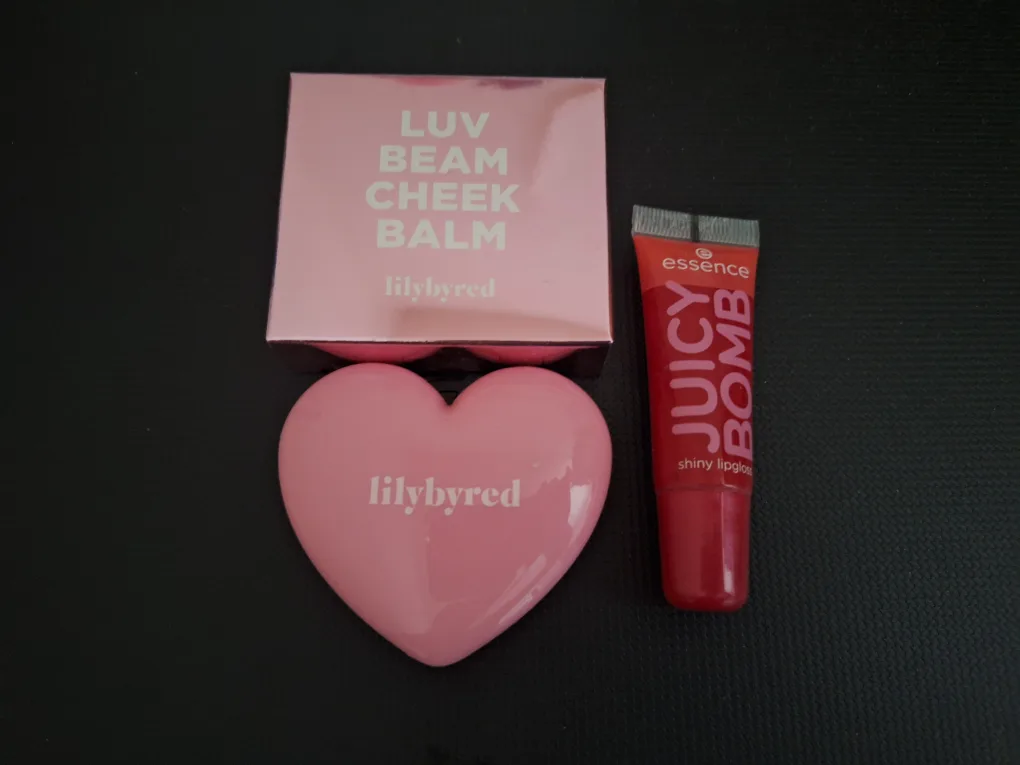 LUV
BEAM
CHEEK
BALM
lilybyred
lilybyred
essence
JUICY
BOMB
shiny lipgloss